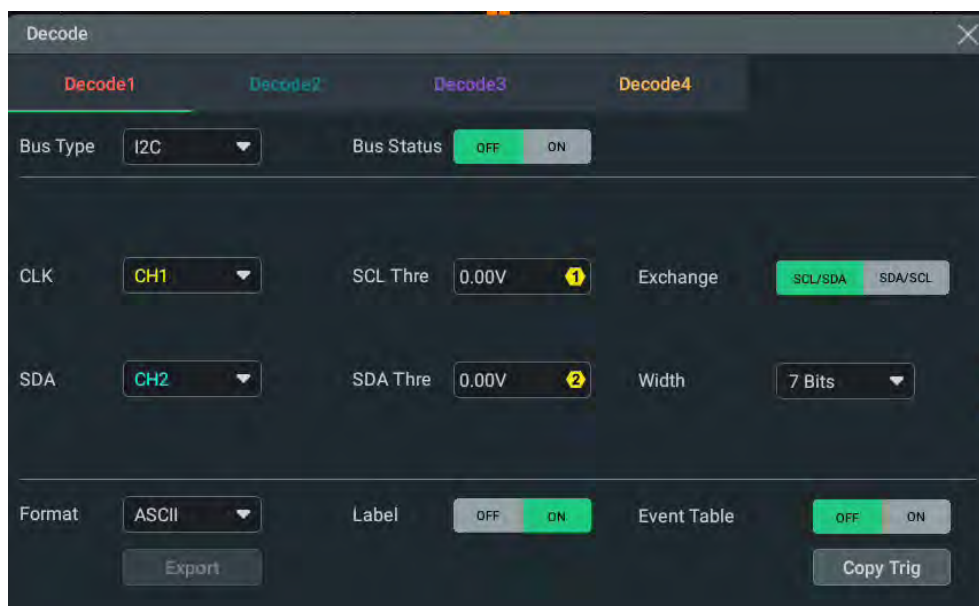 Decode
Decode1 Decode2 Decode3 Decode4
Bus Type I2C Bus Status OFF ON
CLK CH1 SCL Thre 0.00V 1 Exchange SCL/SDA SDA/SCL
SDA CH2 SDA Thre 0.00V 2 Width 7 Bits
Format ASCII Label OFF ON Event Table OFF ON
Export Copy Trig